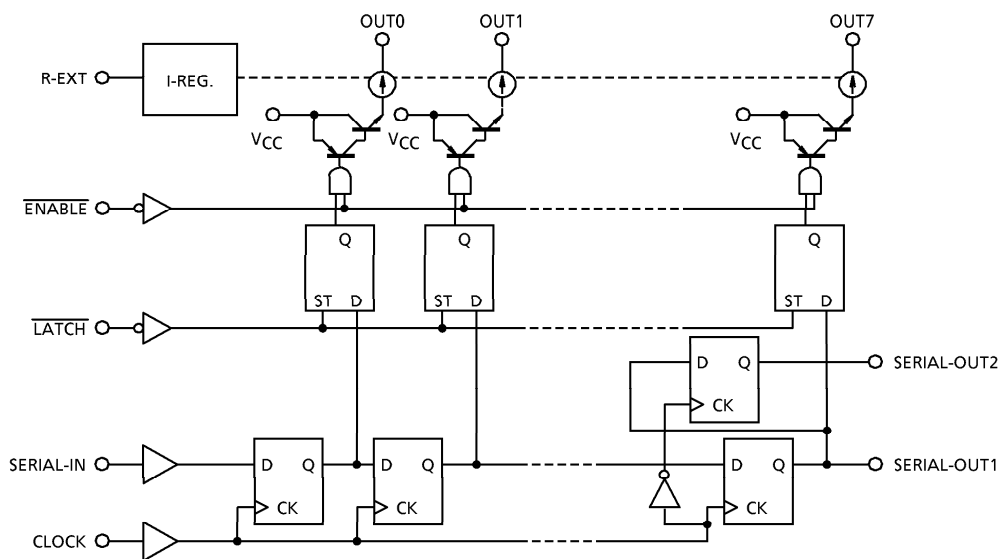 OUT0 OUT1 OUT7
R-EXT I-REG.
VCC VCC VCC
ENABLE
Q Q Q
ST D ST D ST D
LATCH
D Q SERIAL-OUT2
CK
SERIAL-IN D Q D Q D Q SERIAL-OUT1
CK CK CK
CLOCK